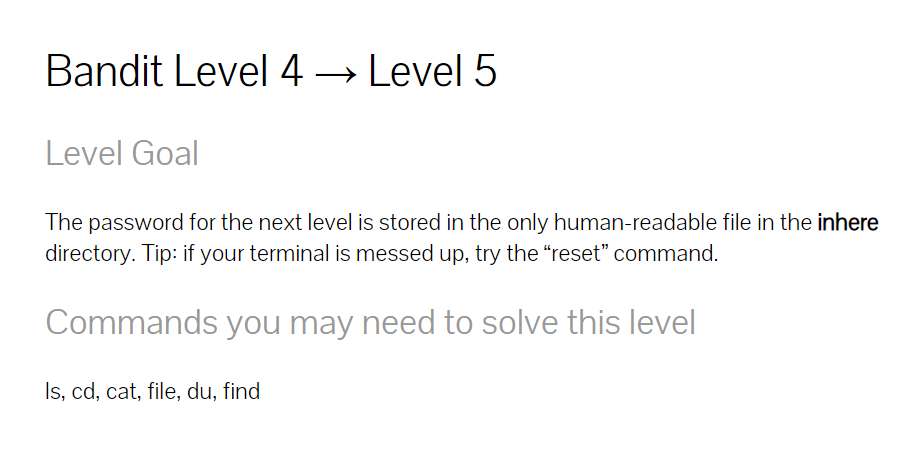 Bandit Level 4 → Level 5
Level Goal
The password for the next level is stored in the only human-readable file in the inhere
directory. Tip: if your terminal is messed up, try the “reset” command.
Commands you may need to solve this level
ls, cd, cat, file, du, find